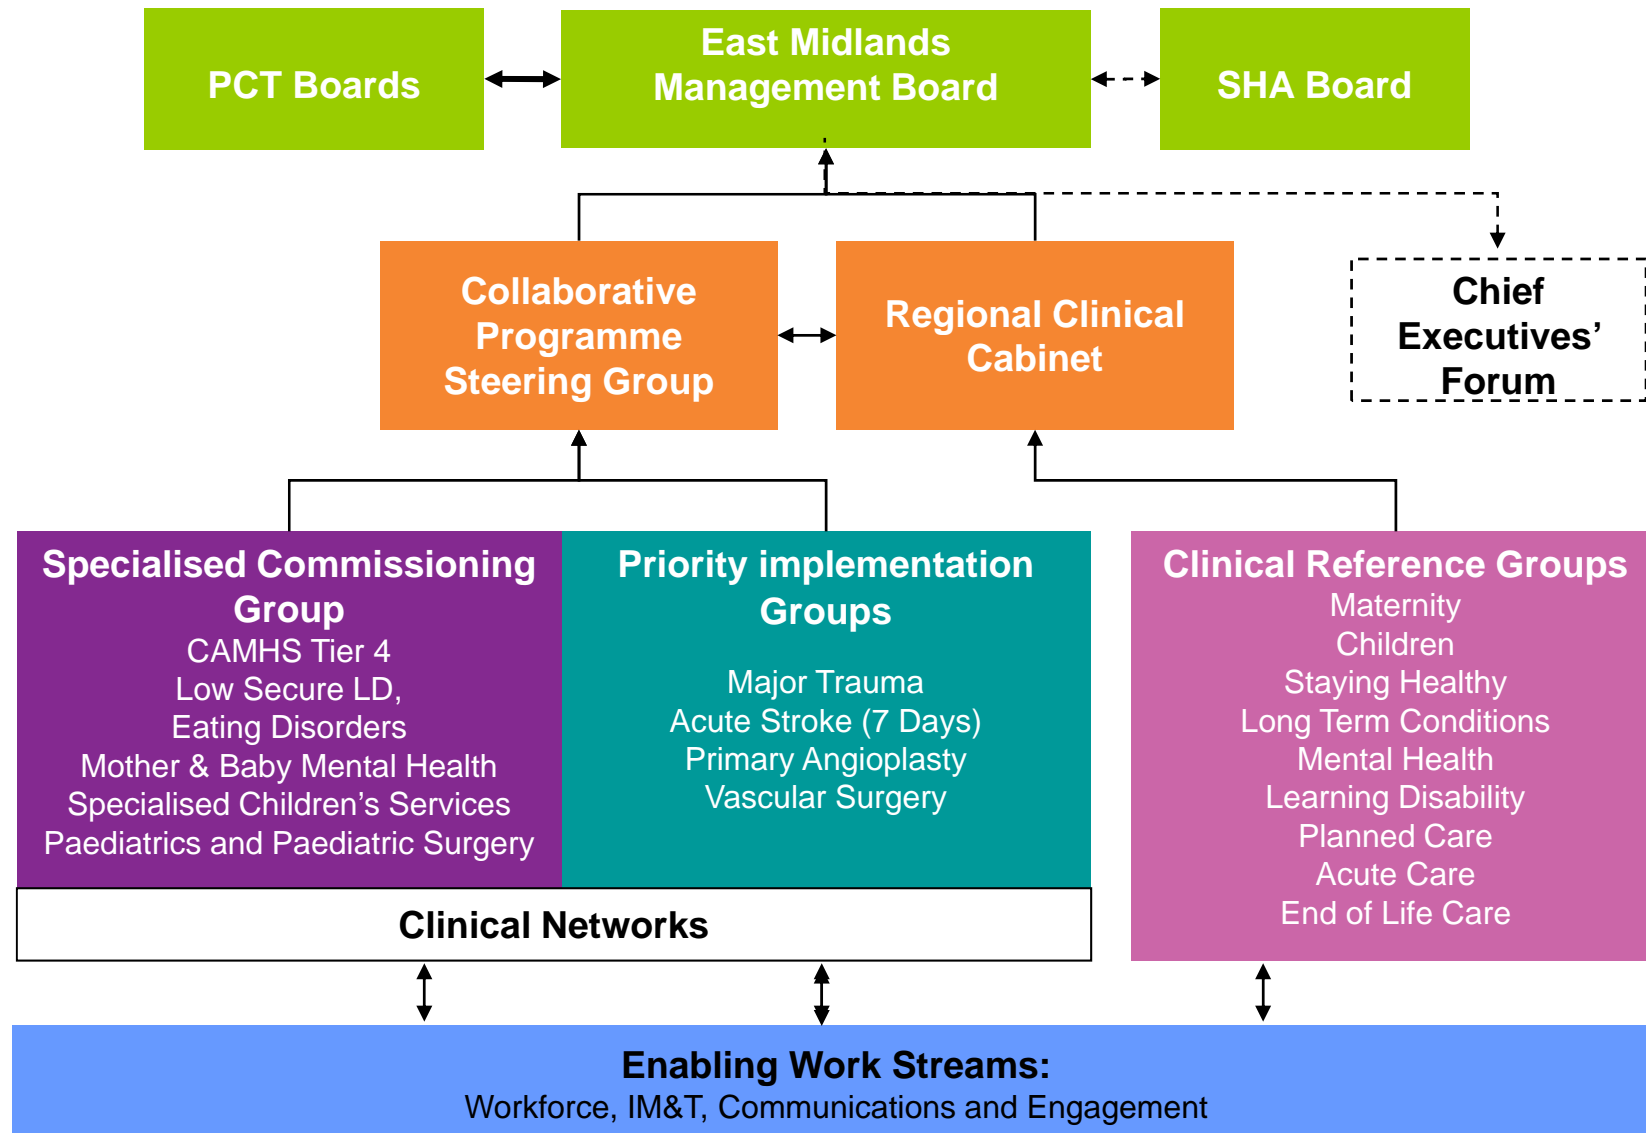 PCT Boards
East Midlands
Management Board
SHA Board
Collaborative
Programme
Steering Group
Regional Clinical
Cabinet
Chief
Executives’
Forum
Specialised Commissioning
Group
CAMHS Tier 4
Low Secure LD,
Eating Disorders
Mother & Baby Mental Health
Specialised Children’s Services
Paediatrics and Paediatric Surgery
Priority implementation
Groups
Major Trauma
Acute Stroke (7 Days)
Primary Angioplasty
Vascular Surgery
Clinical Reference Groups
Maternity
Children
Staying Healthy
Long Term Conditions
Mental Health
Learning Disability
Planned Care
Acute Care
End of Life Care
Clinical Networks
Enabling Work Streams:
Workforce, IM&T, Communications and Engagement